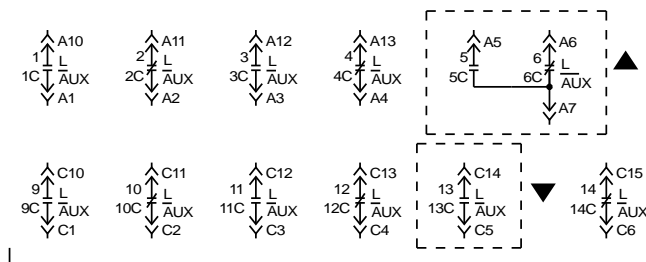 A10 A11 A12 A13 A5 A6
1 2 3 4 5 6
L L L L L
1C 2C 3C 4C 5C 6C
AUX AUX AUX AUX AUX
A1 A2 A3 A4 A7
C10 C11 C12 C13 C14 C15
9 10 11 12 13 14
L L L L L L
9C 10C 11C 12C 13C 14C
AUX AUX AUX AUX AUX AUX
C1 C2 C3 C4 C5 C6